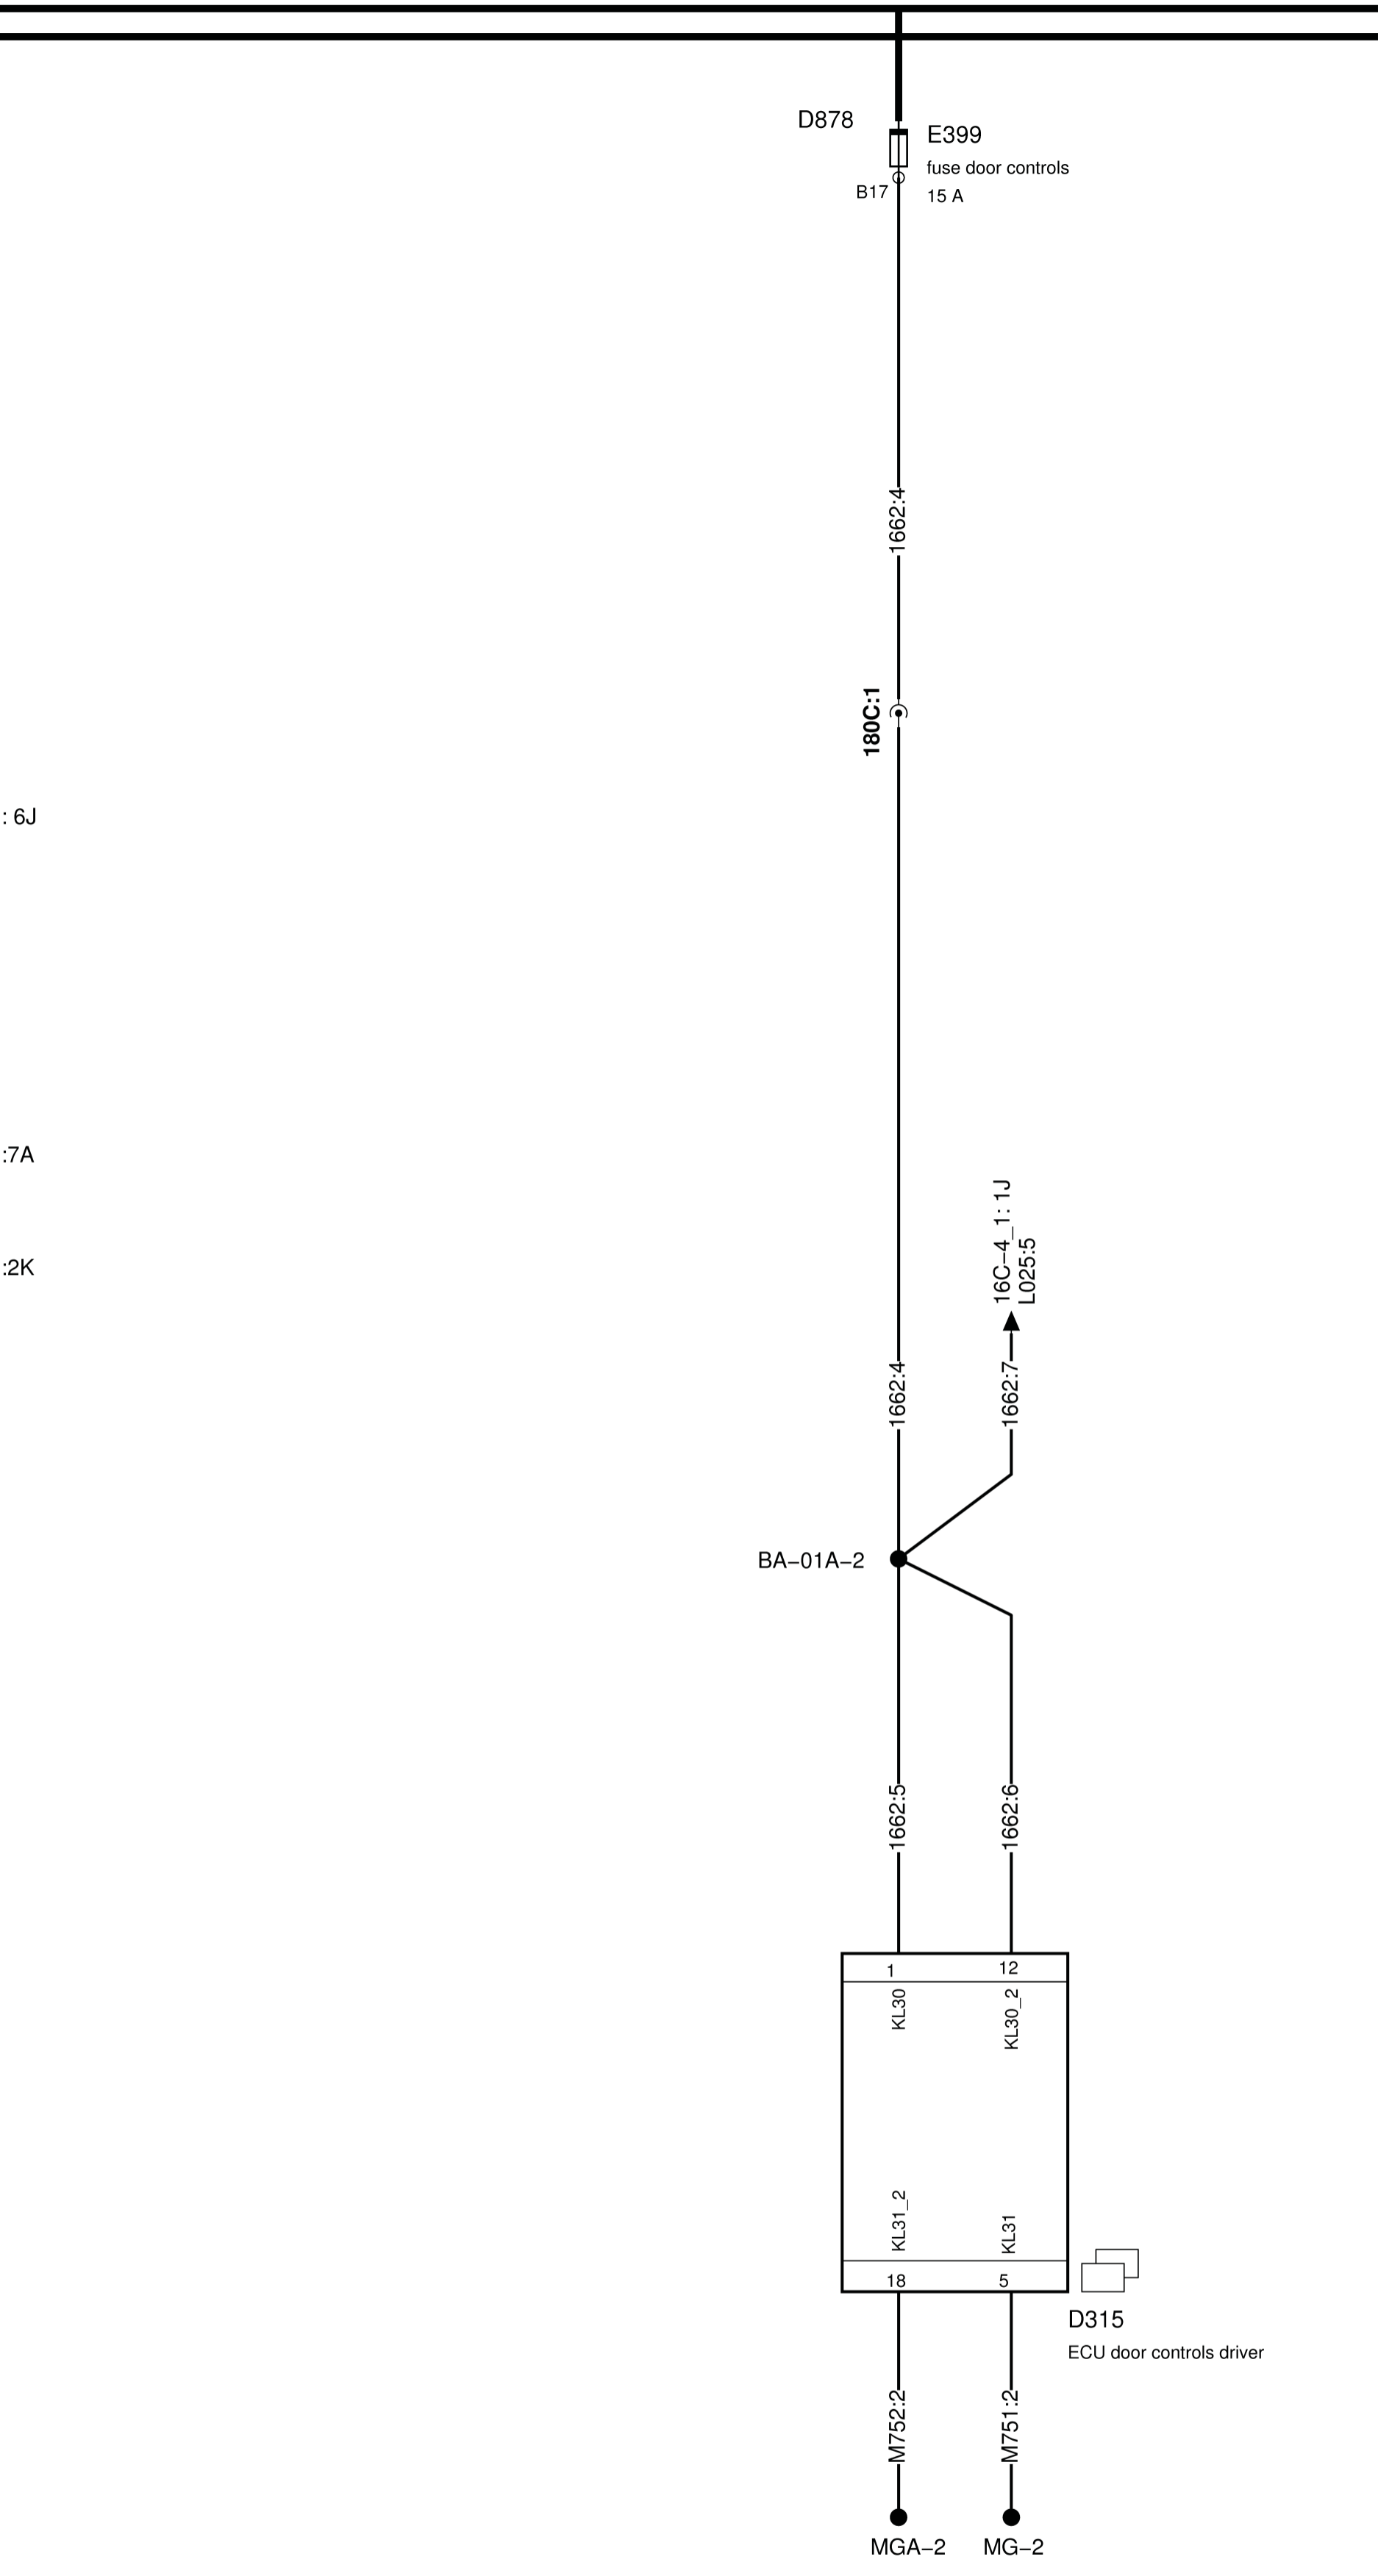 D878
E399
fuse door controls
B17
15 A
1662:4
180C:1
: 6J
:7A
16C−4_1: 1J
L025:5
:2K
1662:4
1662:7
BA−01A−2
1662:5
1662:6
1
12
KL30
KL30_2
KL31_2
KL31
18
5
D315
ECU door controls driver
M752:2
M751:2
MGA−2
MG−2